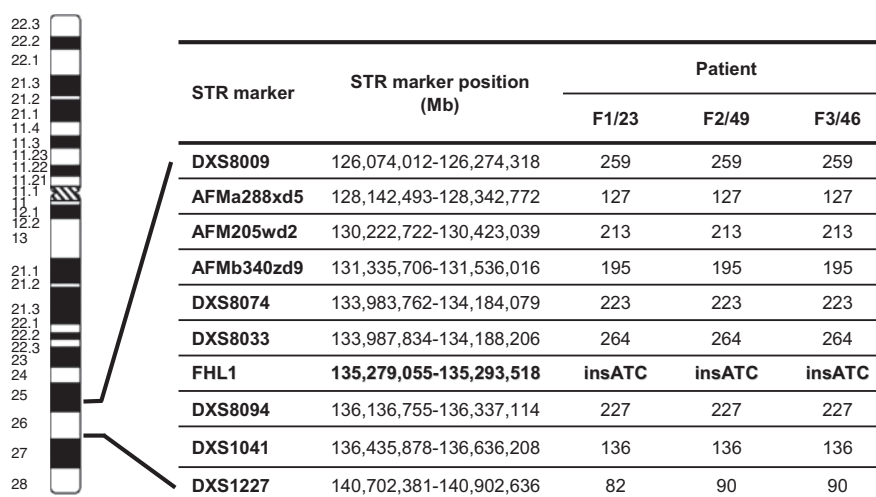 22.3
22.2
22.1
21.3
21.2
21.1
11.4
11.3
11.23
11.22
11.21
11.1
11
12.1
12.2
13
21.1
21.2
21.3
22.1
22.2
22.3
23
24
25
26
27
28
STR marker STR marker position (Mb) Patient
F1/23 F2/49 F3/46
DXS8009 126,074,012-126,274,318 259 259 259
AFMa288xd5 128,142,493-128,342,772 127 127 127
AFM205wd2 130,222,722-130,423,039 213 213 213
AFMb340zd9 131,335,706-131,536,016 195 195 195
DXS8074 133,983,762-134,184,079 223 223 223
DXS8033 133,987,834-134,188,206 264 264 264
FHL1 135,279,055-135,293,518 insATC insATC insATC
DXS8094 136,136,755-136,337,114 227 227 227
DXS1041 136,435,878-136,636,208 136 136 136
DXS1227 140,702,381-140,902,636 82 90 90